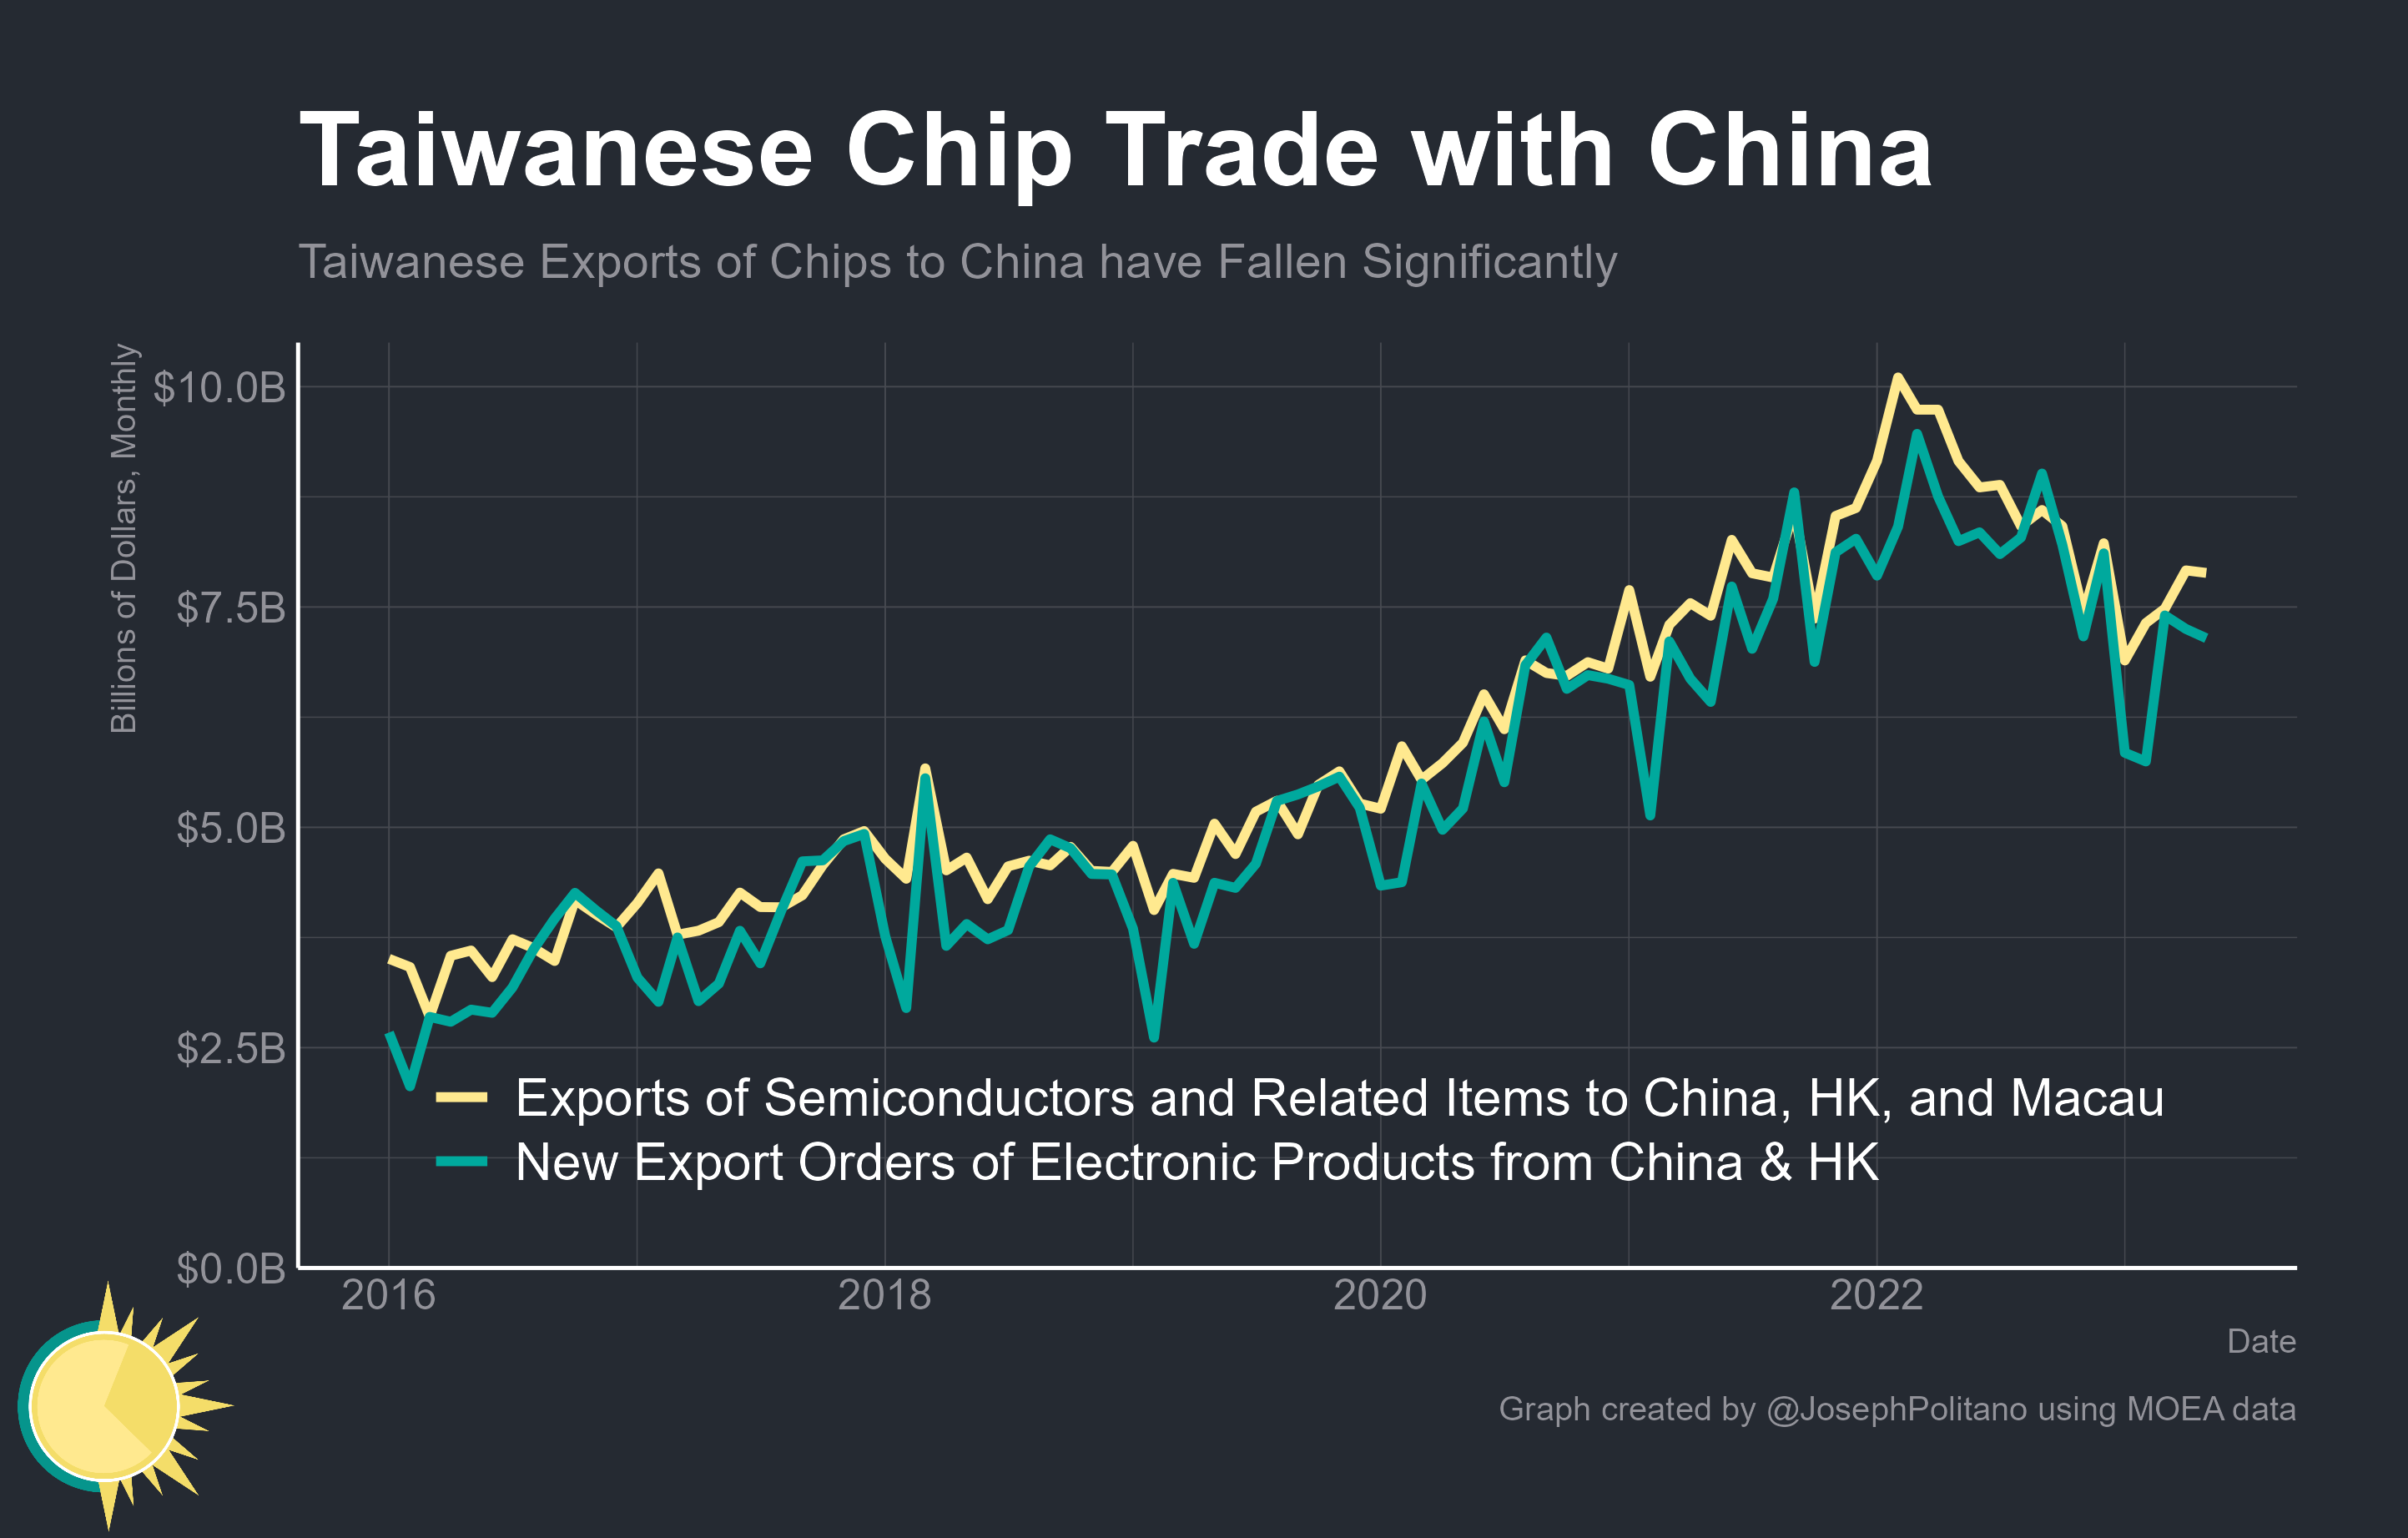 Taiwanese Chip Trade with China
Taiwanese Exports of Chips to China have Fallen Significantly
Billions of Dollars, Monthly
$10.0B
$7.5B
$5.0B
$2.5B
$0.0B
Exports of Semiconductors and Related Items to China, HK, and Macau
New Export Orders of Electronic Products from China & HK
2016 2018 2020 2022
Date
Graph created by @JosephPolitano using MOEA data